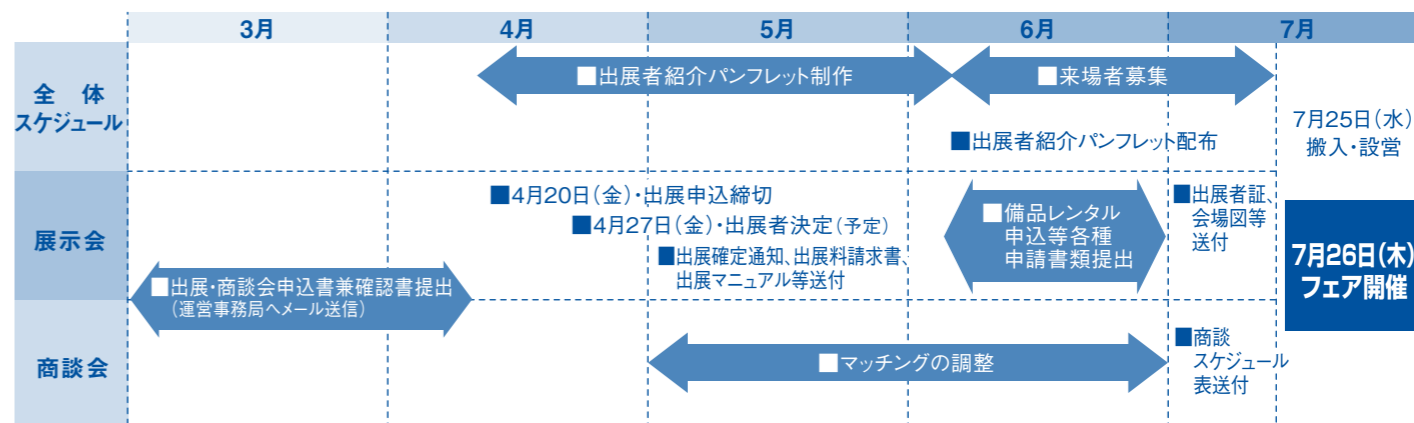 3月
4月
5月
6月
7月
全 体
スケジュール
■出展者紹介パンフレット制作
■来場者募集
■出展者紹介パンフレット配布
7月25日(水)
搬入・設営
展示会
■4月20日(金)・出展申込締切
■4月27日(金)・出展者決定(予定)
■出展確定通知、出展料請求書、
出展マニュアル等送付
■備品レンタル
申込等各種
申請書類提出
■出展者証、
会場図等
送付
7月26日(木)
フェア開催
■出展・商談会申込書兼確認書提出
(運営事務局へメール送信)
商談会
■マッチングの調整
■商談
スケジュール
表送付